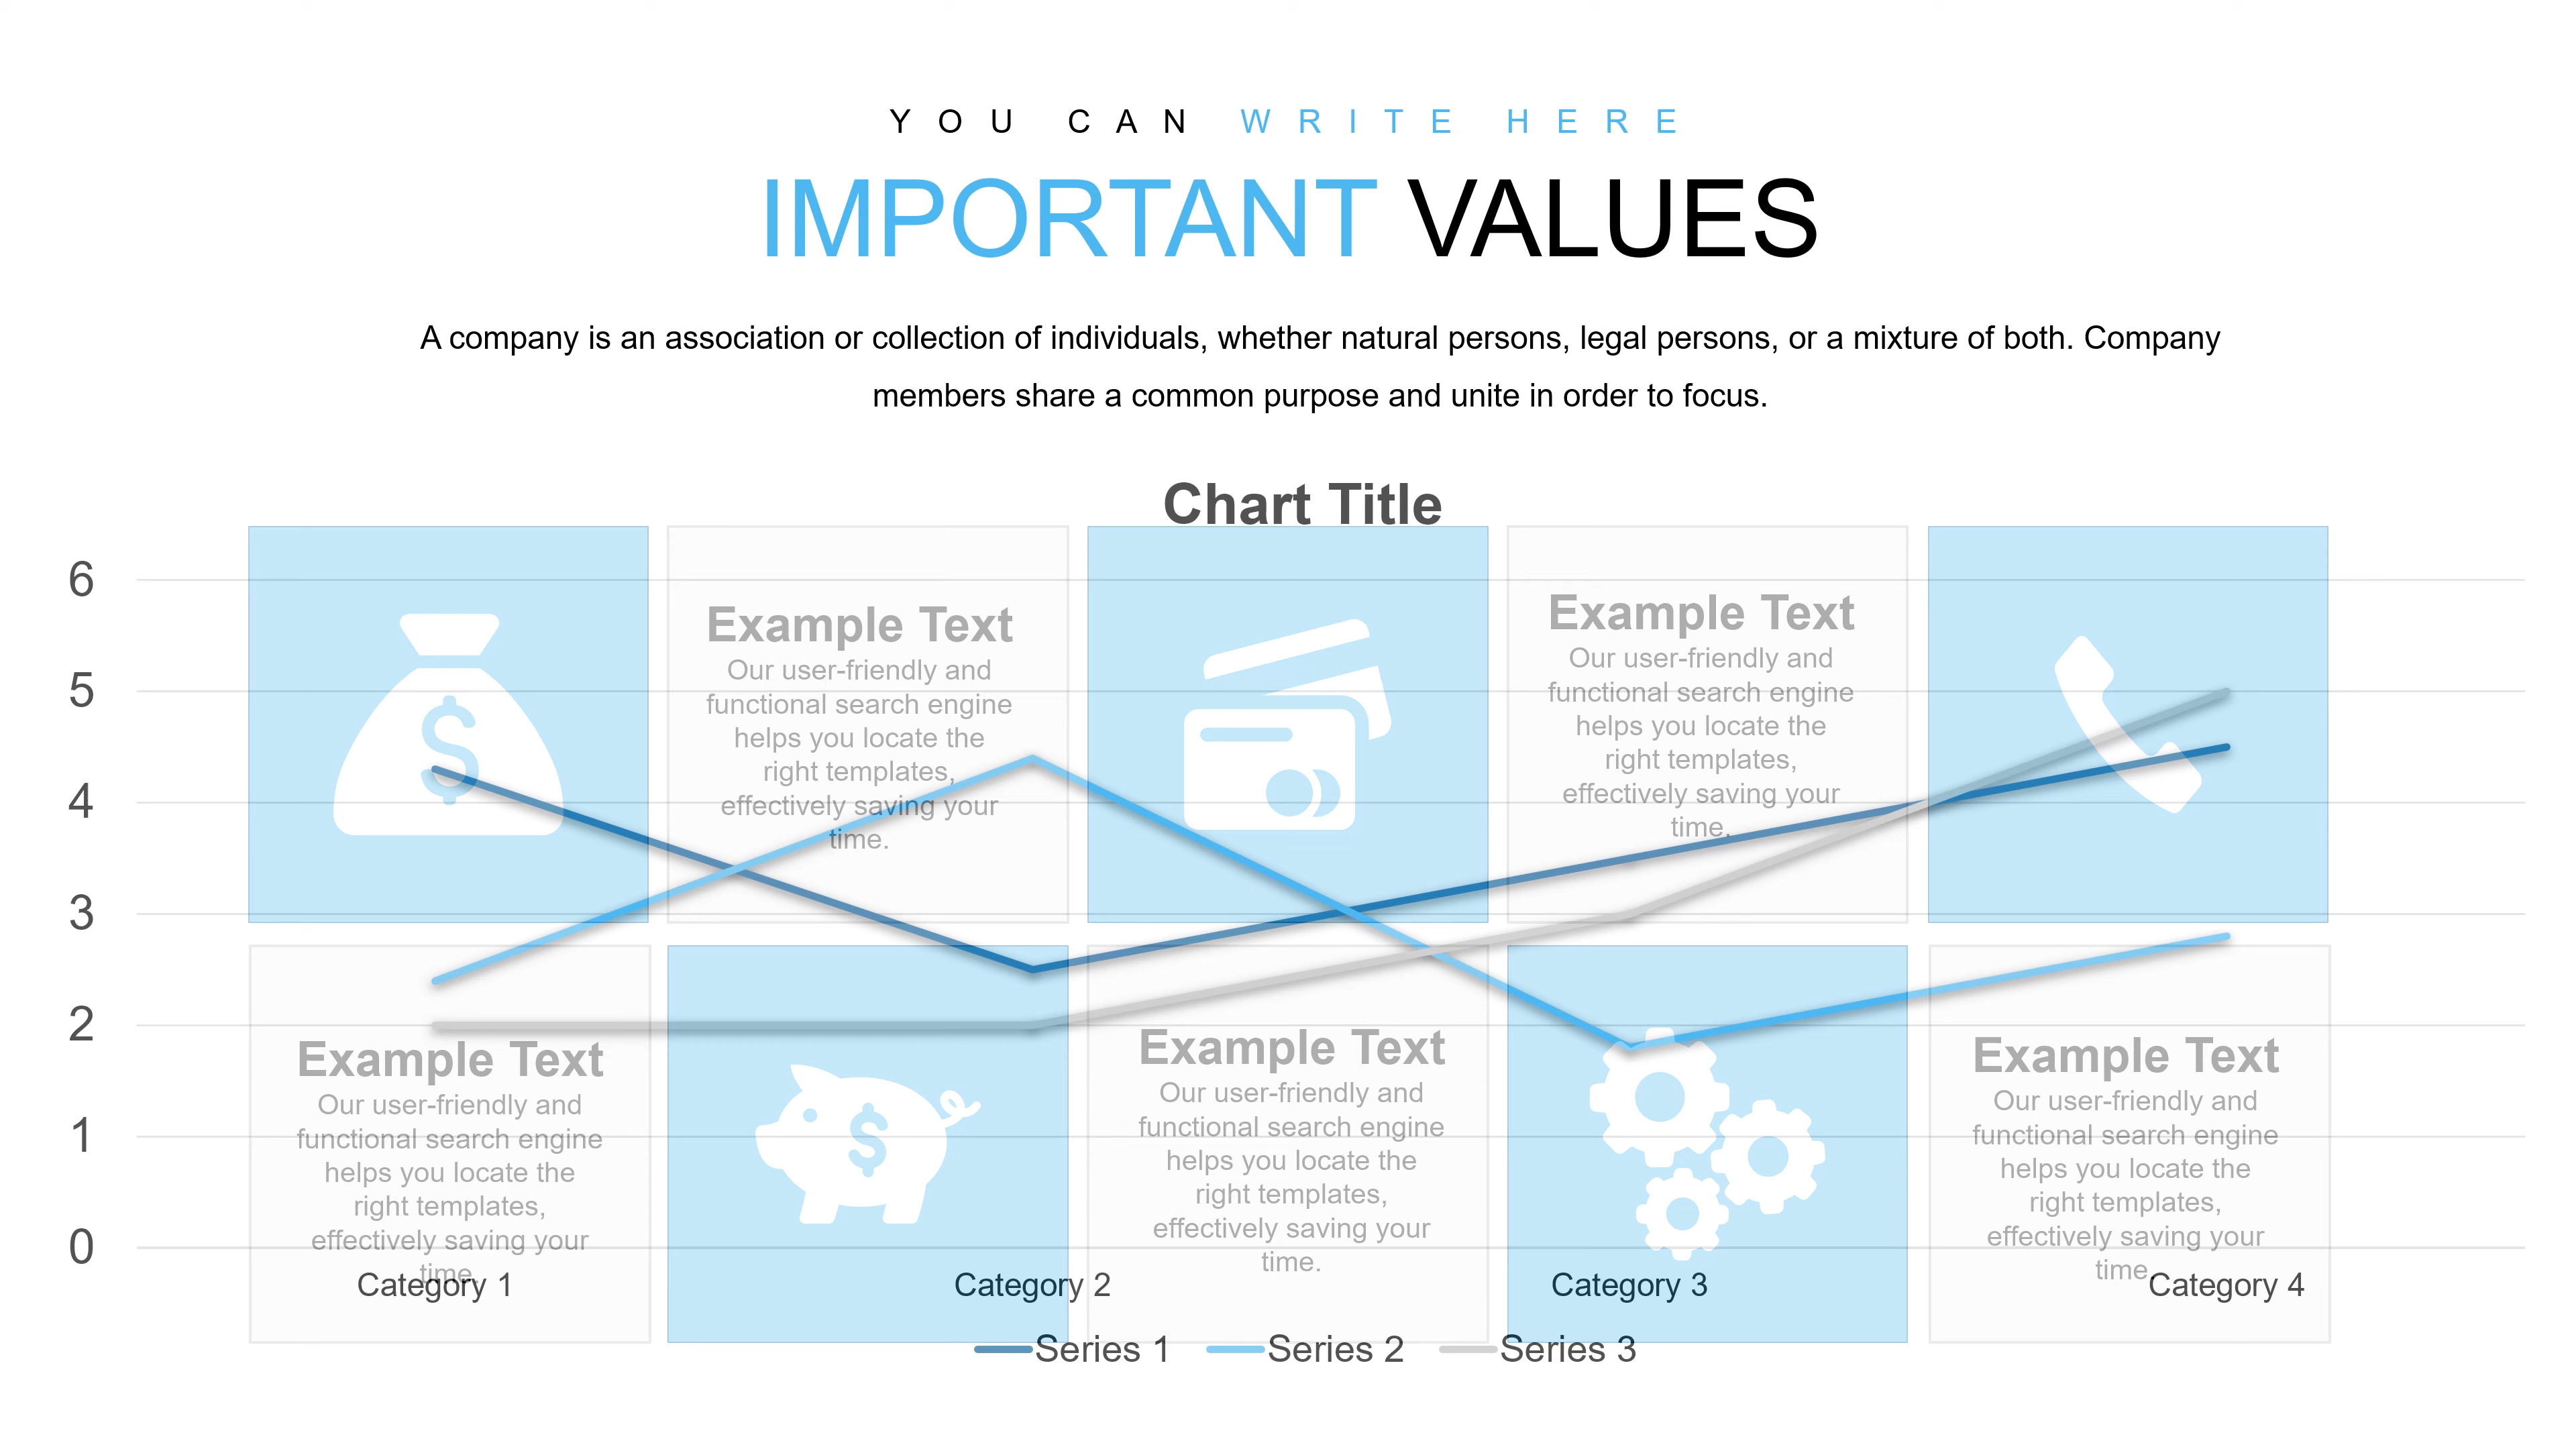 YOU CAN WRITE HERE
IMPORTANT VALUES
A company is an association or collection of individuals, whether natural persons, legal persons, or a mixture of both. Company
members share a common purpose and unite in order to focus.
Chart Title
6
5
4
3
2
1
0
Example Text
Our user-friendly and
functional search engine
helps you locate the
right templates,
effectively saving your
time.
Example Text
Our user-friendly and
functional search engine
helps you locate the
right templates,
effectively saving your
time.
Example Text
Our user-friendly and
functional search engine
helps you locate the
right templates,
effectively saving your
time.
Example Text
Our user-friendly and
functional search engine
helps you locate the
right templates,
effectively saving your
time.
Example Text
Our user-friendly and
functional search engine
helps you locate the
right templates,
effectively saving your
time.
$
$
Category 1
Category 2
Category 3
Category 4
Series 1 Series 2 Series 3